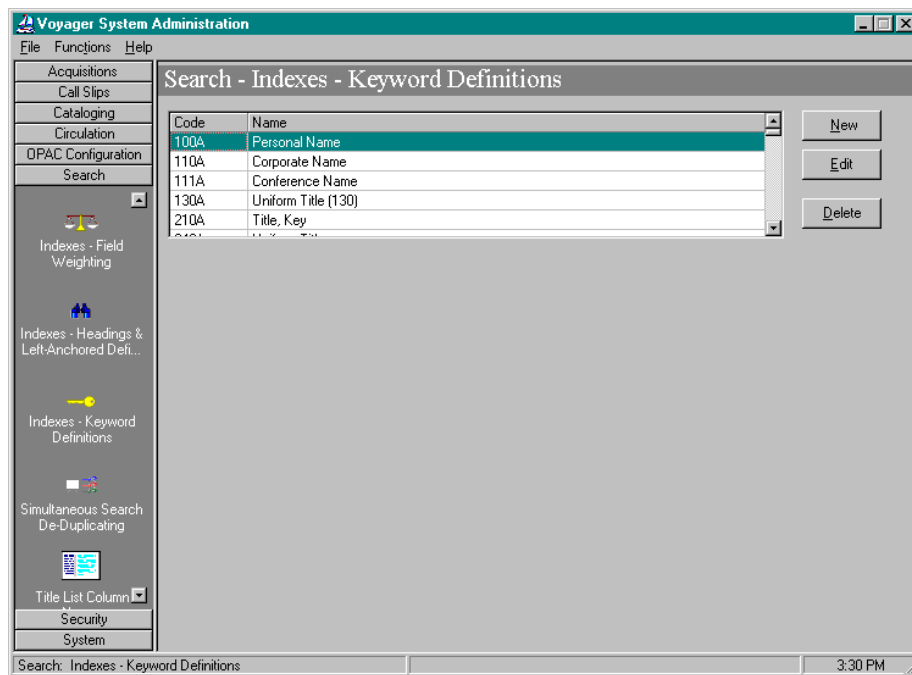 Voyager System Administration
File Functions Help
Acquisitions
Call Slips
Cataloging
Circulation
OPAC Configuration
Search
Indexes - Field
Weighting
Indexes - Headings &
Left-Anchored Defi...
Indexes - Keyword
Definitions
Simultaneous Search
De-Duplicating
Title List Column
Security
System
Search - Indexes - Keyword Definitions
Code Name
100A Personal Name
110A Corporate Name
111A Conference Name
130A Uniform Title (130)
210A Title, Key
New
Edit
Delete
Search: Indexes - Keyword Definitions
3:30 PM